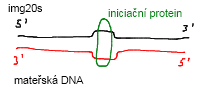 img20s
iniciační protein
5' 3'
3' 5'
mateřská DNA